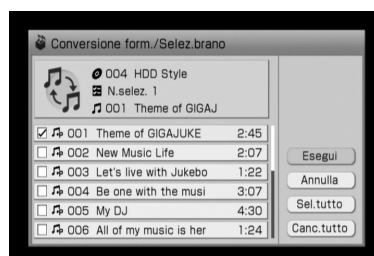 Conversione form./Selez.brano
004 HDD Style
N.selez. 1
001 Theme of GIGAJ
001 Theme of GIGAJUKE 2:45
002 New Music Life 2:07
003 Let's live with Jukebo 1:22
004 Be one with the musi 3:07
005 My DJ 4:30
006 All of my music is her 1:24
Esegui
Annulla
Sel.tutto
Canc.tutto